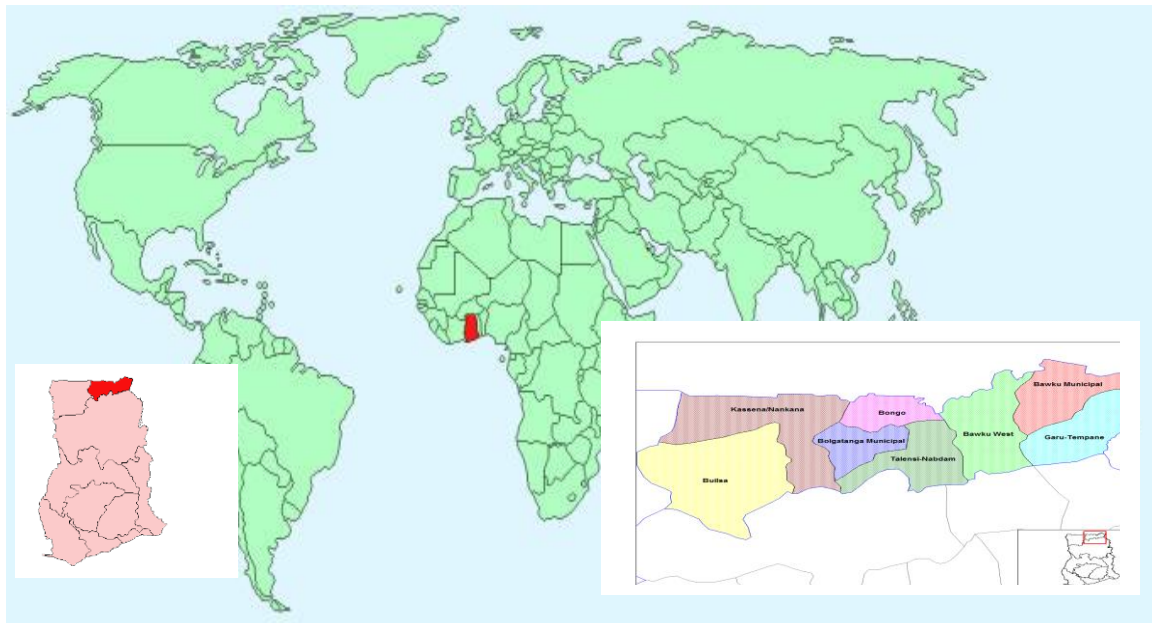 Bawku Municipal
Kassena/Nankana
Bongo
Bawku West
Garu-Tempane
Bolgatanga Municipal
Talensi-Nabdam
Builsa